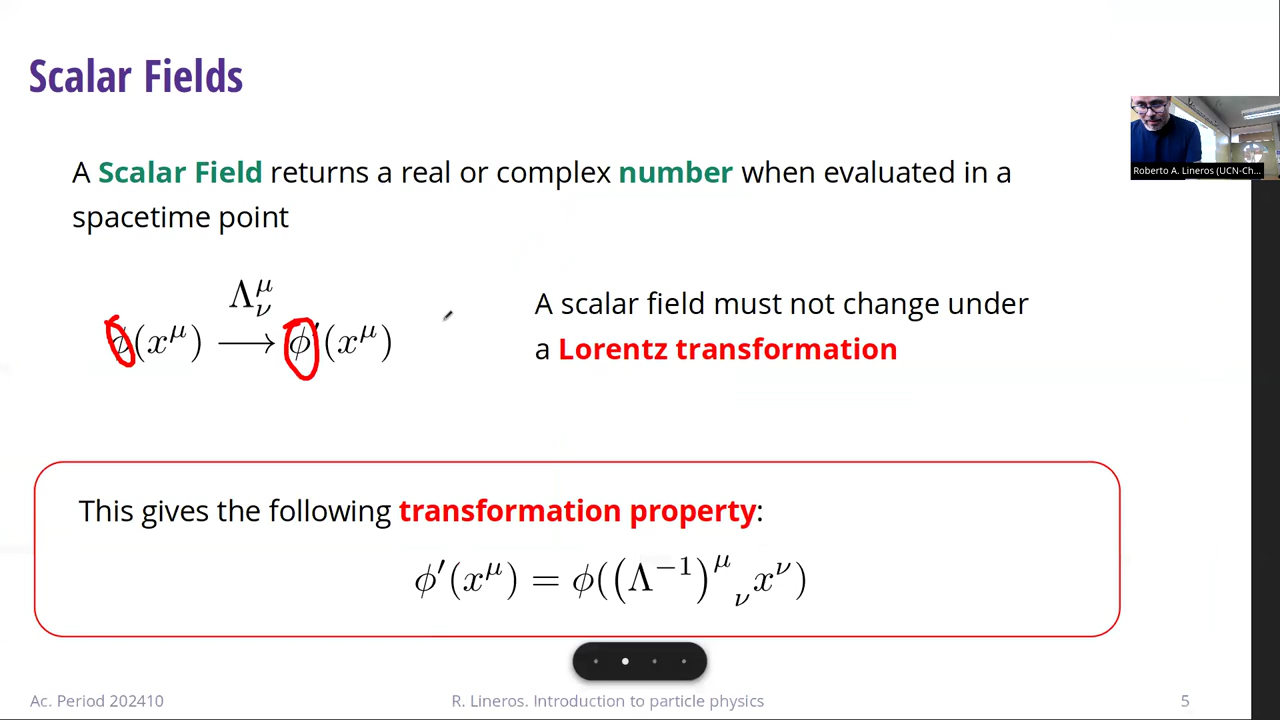 Scalar Fields
A Scalar Field returns a real or complex number when evaluated in a
spacetime point
Λ^μ_ν
ϕ(x^μ) ⟶ ϕ′(x^μ)
A scalar field must not change under
a Lorentz transformation
Roberto A. Lineros (UCN-Ch...
This gives the following transformation property:
ϕ′(x^μ) = ϕ((Λ^{−1})^μ_ν x^ν)
Ac. Period 202410
R. Lineros. Introduction to particle physics
5